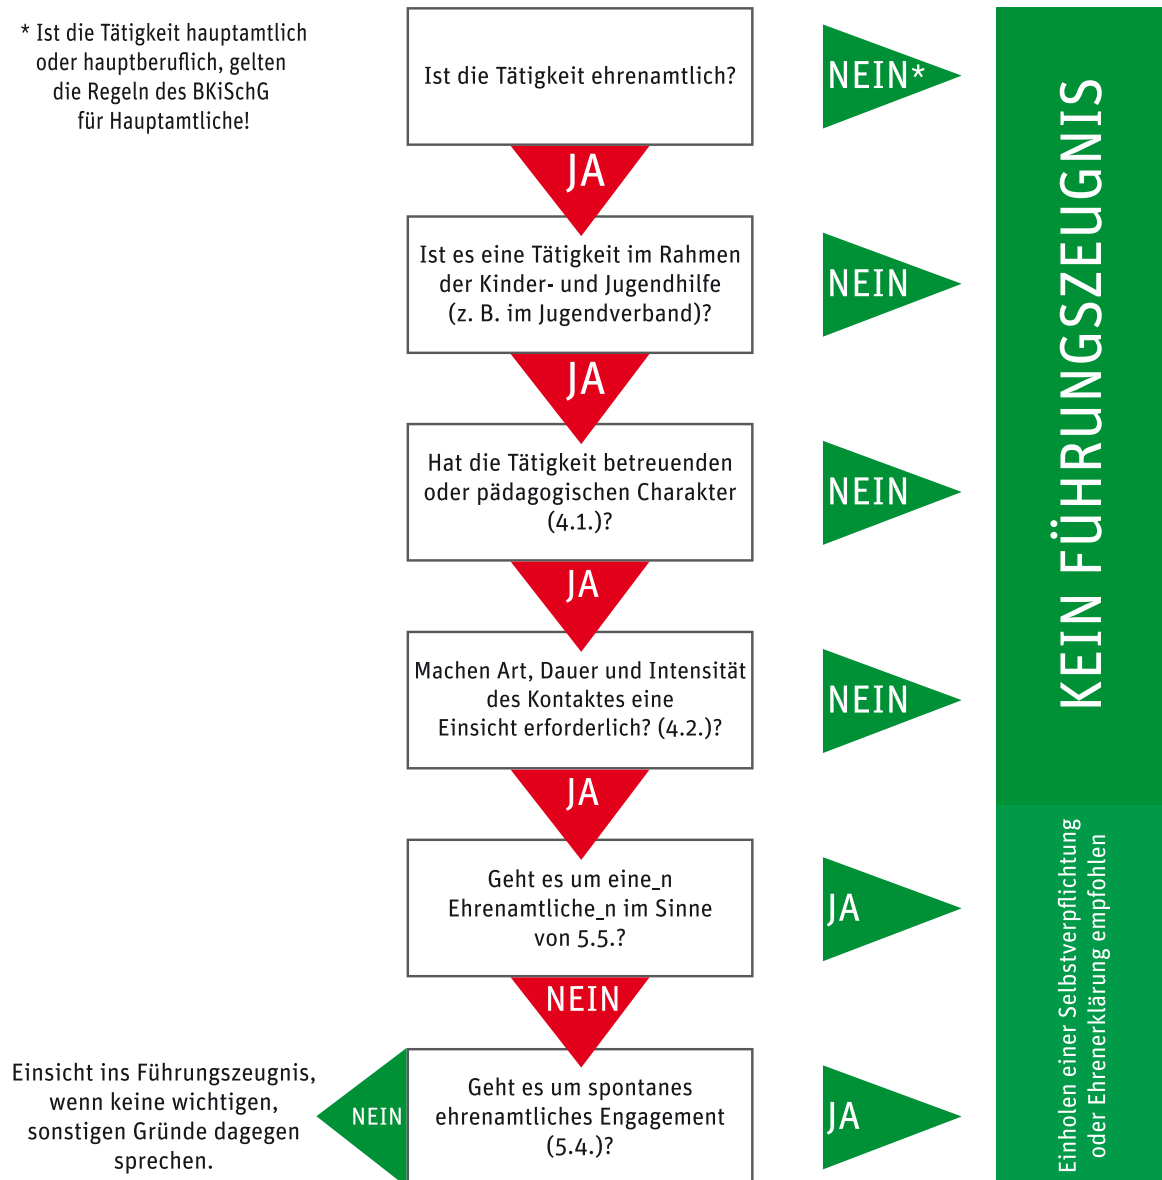 * Ist die Tätigkeit hauptamtlich
oder hauptberuflich, gelten
die Regeln des BKiSchG
für Hauptamtliche!
Ist die Tätigkeit ehrenamtlich?
NEIN*
JA
Ist es eine Tätigkeit im Rahmen
der Kinder- und Jugendhilfe
(z. B. im Jugendverband)?
NEIN
JA
Hat die Tätigkeit betreuenden
oder pädagogischen Charakter
(4.1.)?
NEIN
JA
Machen Art, Dauer und Intensität
des Kontaktes eine
Einsicht erforderlich? (4.2.)?
NEIN
JA
Geht es um eine_n
Ehrenamtliche_n im Sinne
von 5.5.?
JA
NEIN
Geht es um spontanes
ehrenamtliches Engagement
(5.4.)?
JA
NEIN
Einsicht ins Führungszeugnis,
wenn keine wichtigen,
sonstigen Gründe dagegen
sprechen.
KEIN FÜHRUNGSZEUGNIS
Einholen einer Selbstverpflichtung
oder Ehrenerklärung empfohlen